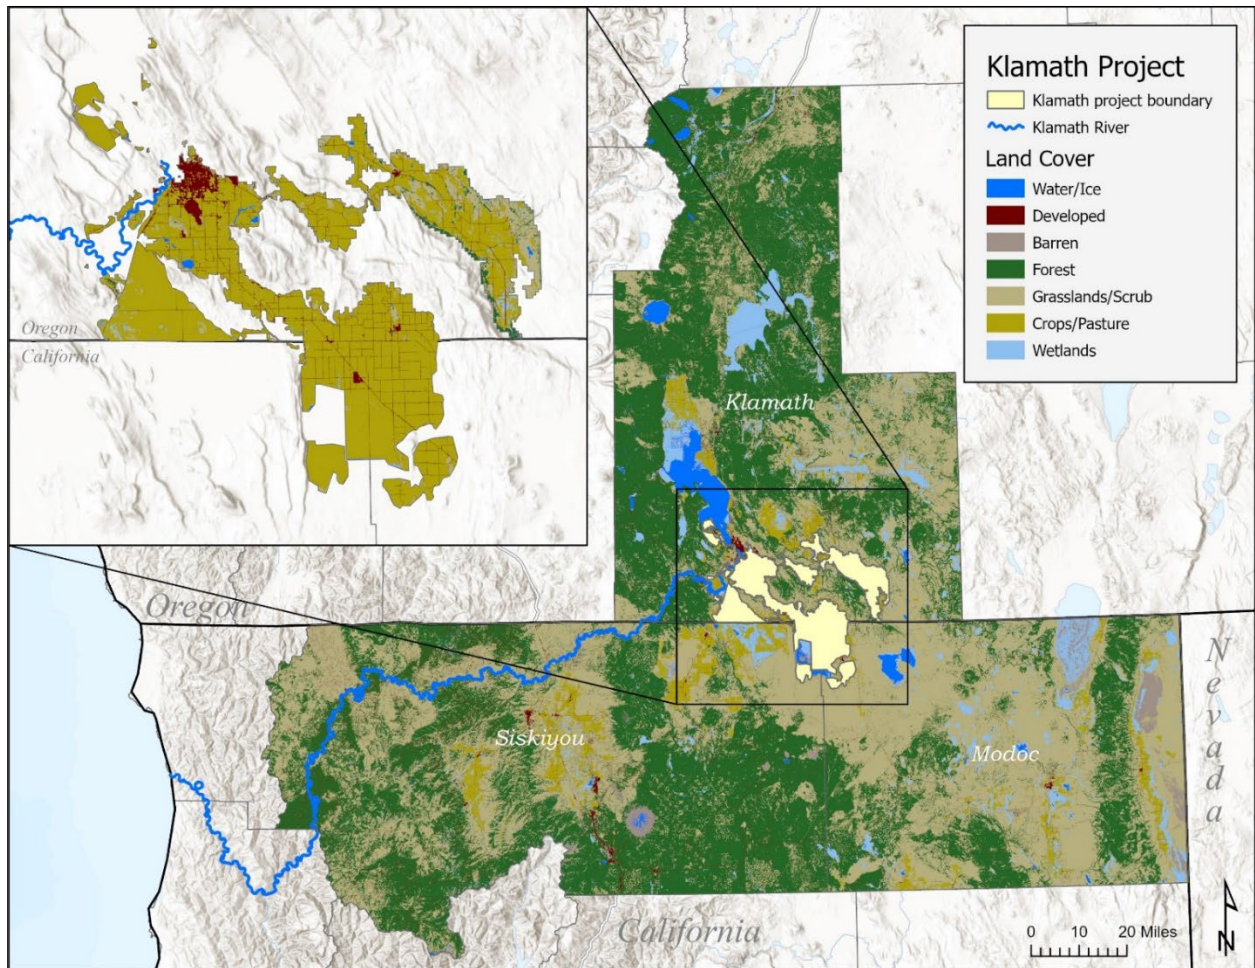 Klamath Project
Klamath project boundary
Klamath River
Land Cover
Water/Ice
Developed
Barren
Forest
Grasslands/Scrub
Crops/Pasture
Wetlands
Oregon
California
Klamath
Oregon
Siskiyou
Modoc
Nevada
California
0 10 20 Miles
N